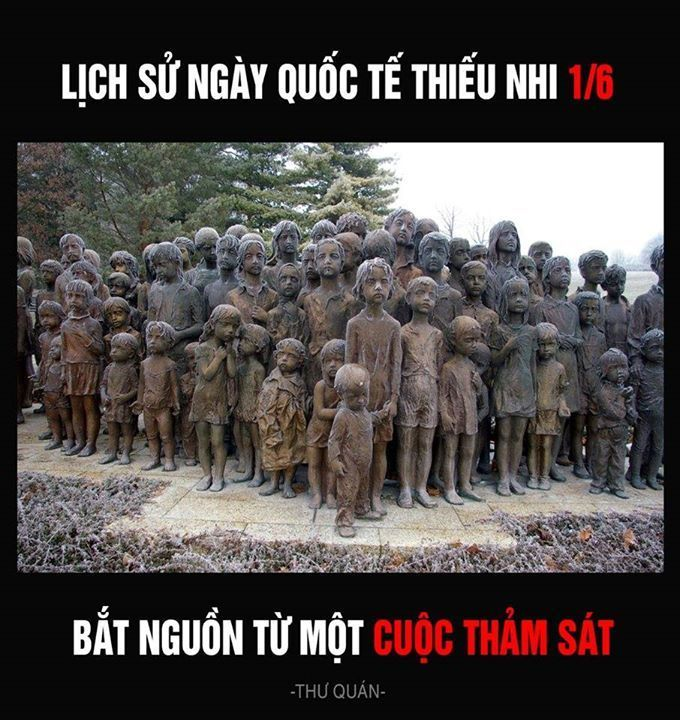 LỊCH SỬ NGÀY QUỐC TẾ THIẾU NHI 1/6
BẮT NGUỒN TỪ MỘT CUỘC THẢM SÁT
-THƯ QUÁN-